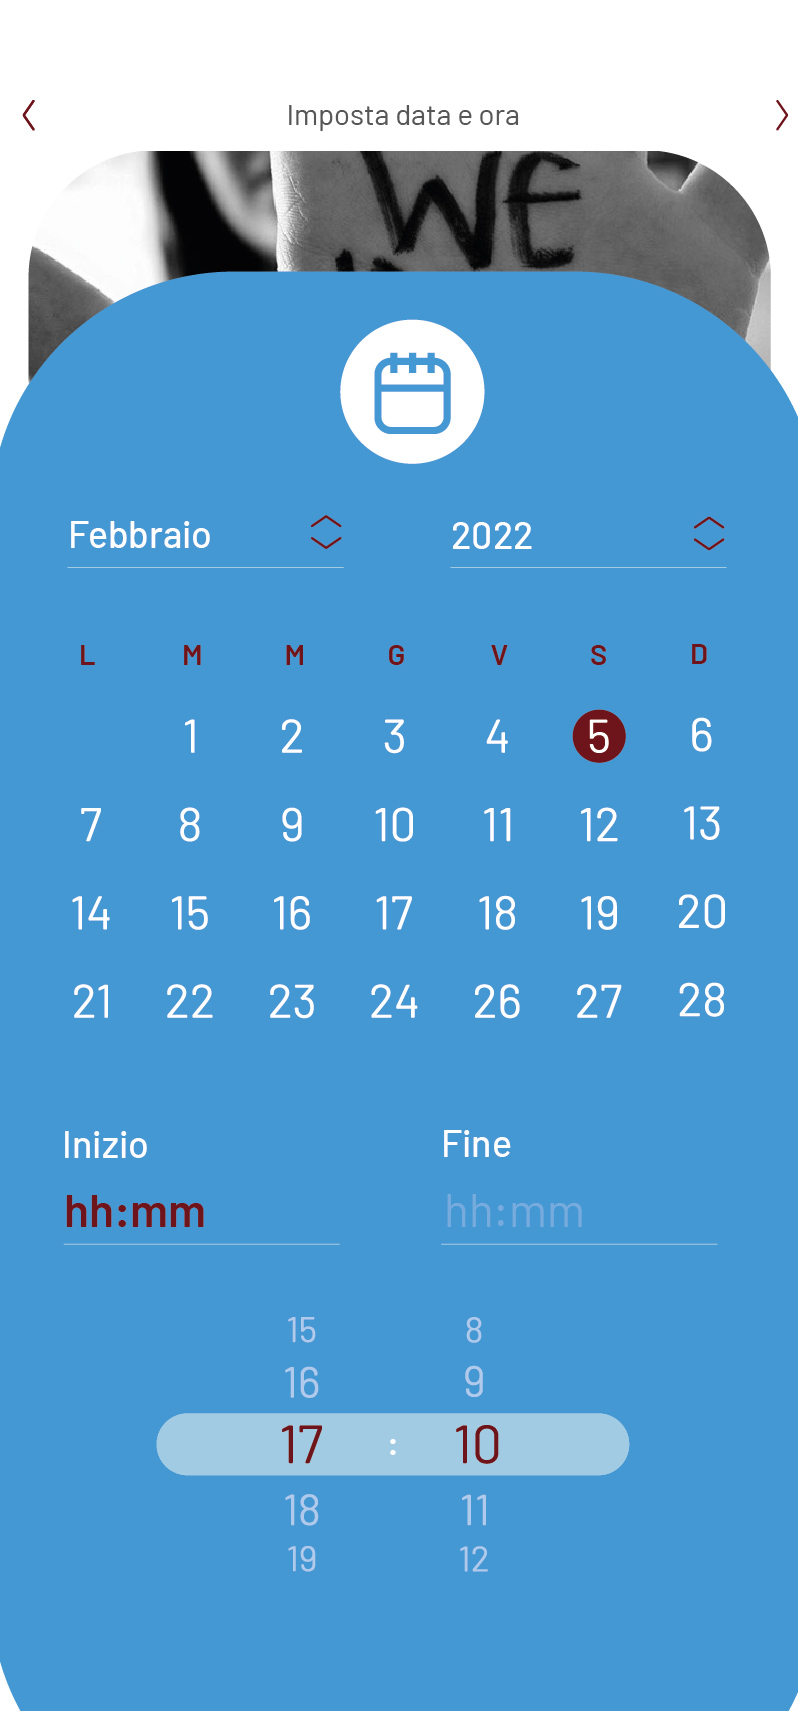 Imposta data e ora
WE
Febbraio 2022
L M M G V S D
1 2 3 4 5 6
7 8 9 10 11 12 13
14 15 16 17 18 19 20
21 22 23 24 26 27 28
Inizio Fine
hh:mm hh:mm
15 8
16 9
17 : 10
18 11
19 12